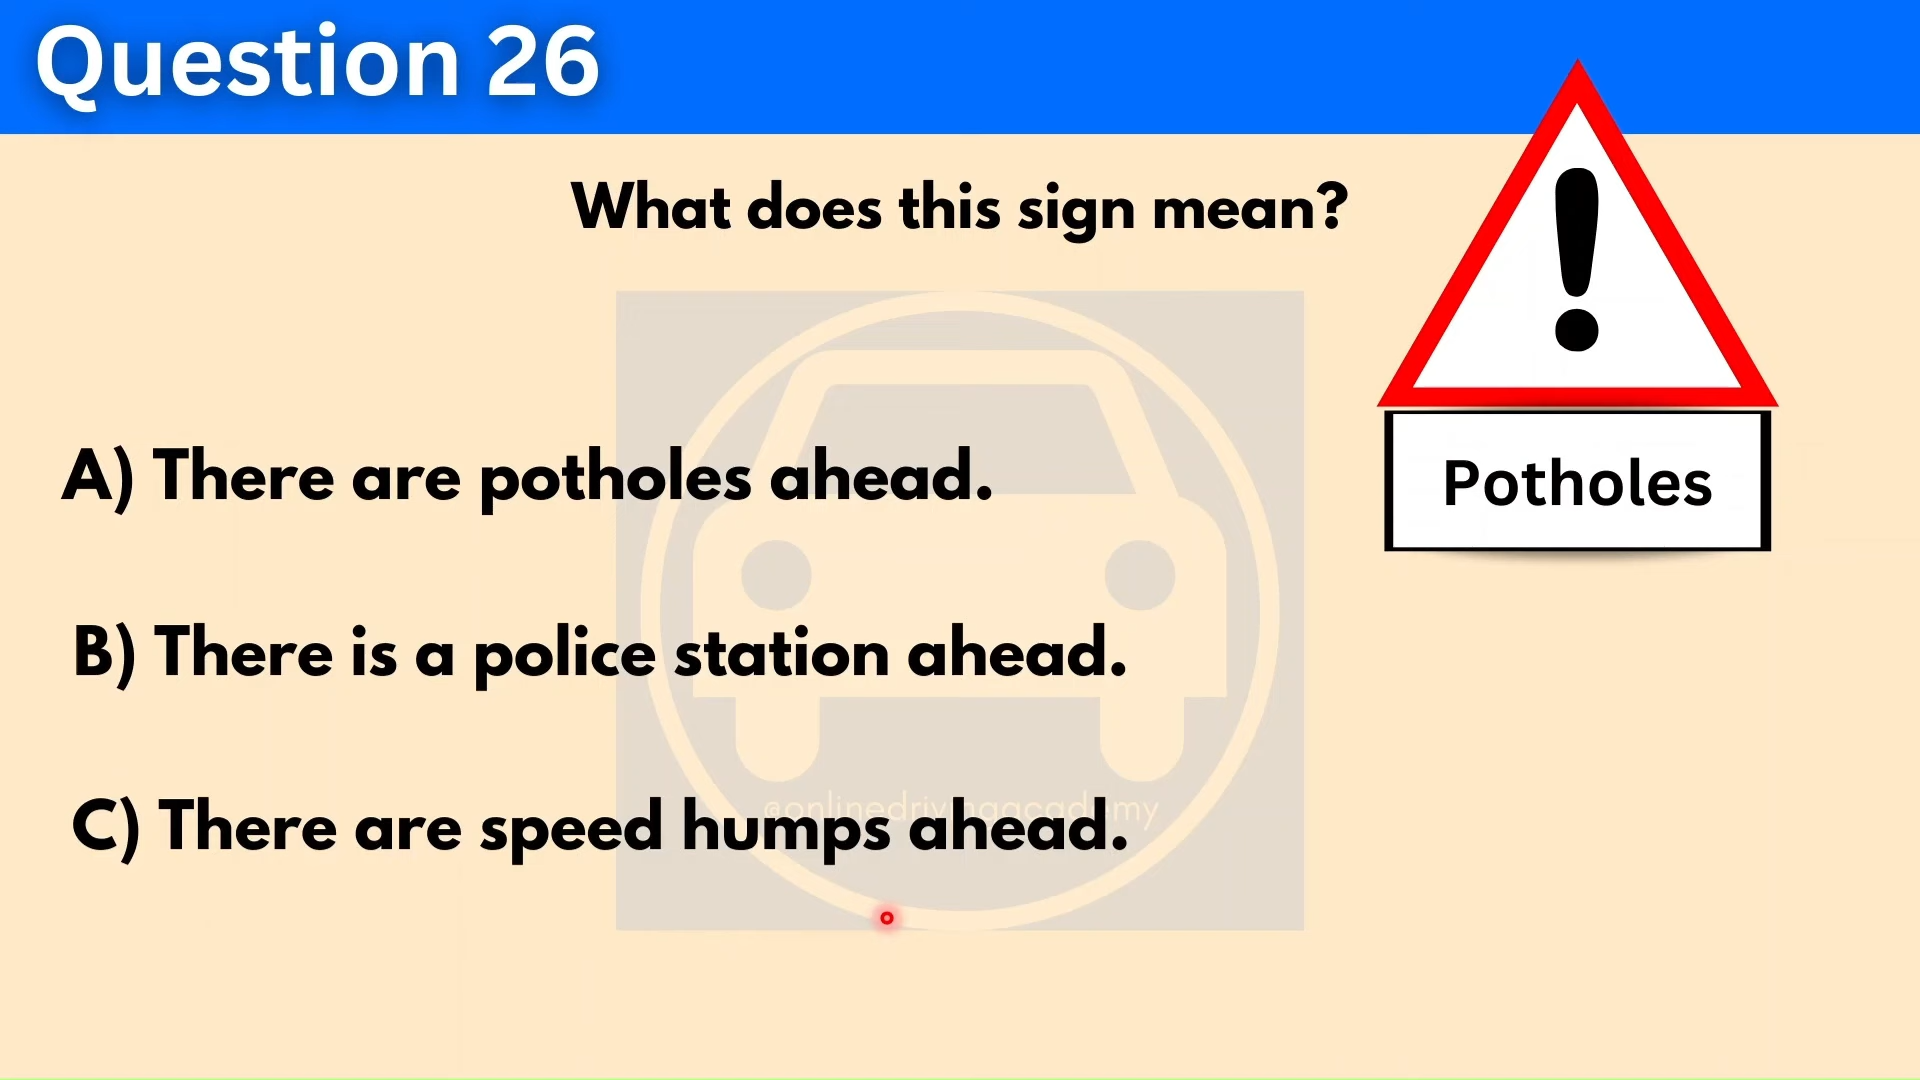 Question 26
What does this sign mean?
!
Potholes
A) There are potholes ahead.
B) There is a police station ahead.
C) There are speed humps ahead.
@onlinedrivingacademy